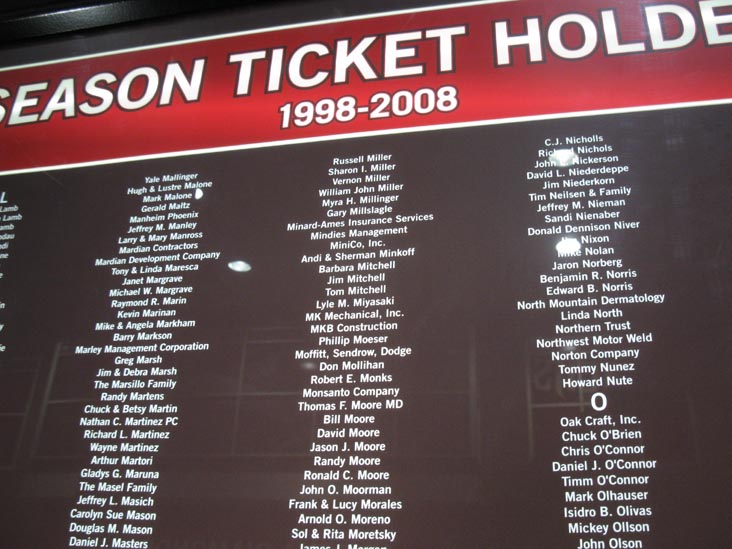 SEASON TICKET HOLDE
1998-2008
L
Lamb
Lamb
Yale Mallinger
Hugh & Lustre Malone
Mark Malone
Gerald Maltz
Manheim Phoenix
Jeffrey M. Manley
Larry & Mary Manross
Mardian Contractors
Mardian Development Company
Tony & Linda Maresca
Janet Margrave
Michael W. Margrave
Raymond R. Marin
Kevin Marinan
Mike & Angela Markham
Barry Markson
Marley Management Corporation
Greg Marsh
Jim & Debra Marsh
The Marsillo Family
Randy Martens
Chuck & Betsy Martin
Nathan C. Martinez PC
Richard L. Martinez
Wayne Martinez
Arthur Martori
Gladys G. Maruna
The Masel Family
Jeffrey L. Masich
Carolyn Sue Mason
Douglas M. Mason
Daniel J. Masters
Russell Miller
Sharon I. Miller
Vernon Miller
William John Miller
Myra H. Millinger
Gary Millslagle
Minard-Ames Insurance Services
Mindies Management
MiniCo, Inc.
Andi & Sherman Minkoff
Barbara Mitchell
Jim Mitchell
Tom Mitchell
Lyle M. Miyasaki
MK Mechanical, Inc.
MKB Construction
Phillip Moeser
Moffitt, Sendrow, Dodge
Don Mollihan
Robert E. Monks
Monsanto Company
Thomas F. Moore MD
Bill Moore
David Moore
Jason J. Moore
Randy Moore
Ronald C. Moore
John O. Moorman
Frank & Lucy Morales
Arnold O. Moreno
Sol & Rita Moretsky
James J. Morgan
C.J. Nicholls
Nichols
John Nickerson
David L. Niederdeppe
Jim Niederkorn
Tim Neilsen & Family
Jeffrey M. Nieman
Sandi Nienaber
Donald Dennison Niver
Nixon
Mike Nolan
Jaron Norberg
Benjamin R. Norris
Edward B. Norris
North Mountain Dermatology
Linda North
Northern Trust
Northwest Motor Weld
Norton Company
Tommy Nunez
Howard Nute
O
Oak Craft, Inc.
Chuck O'Brien
Chris O'Connor
Daniel J. O'Connor
Timm O'Connor
Mark Olhauser
Isidro B. Olivas
Mickey Ollson
John Olson